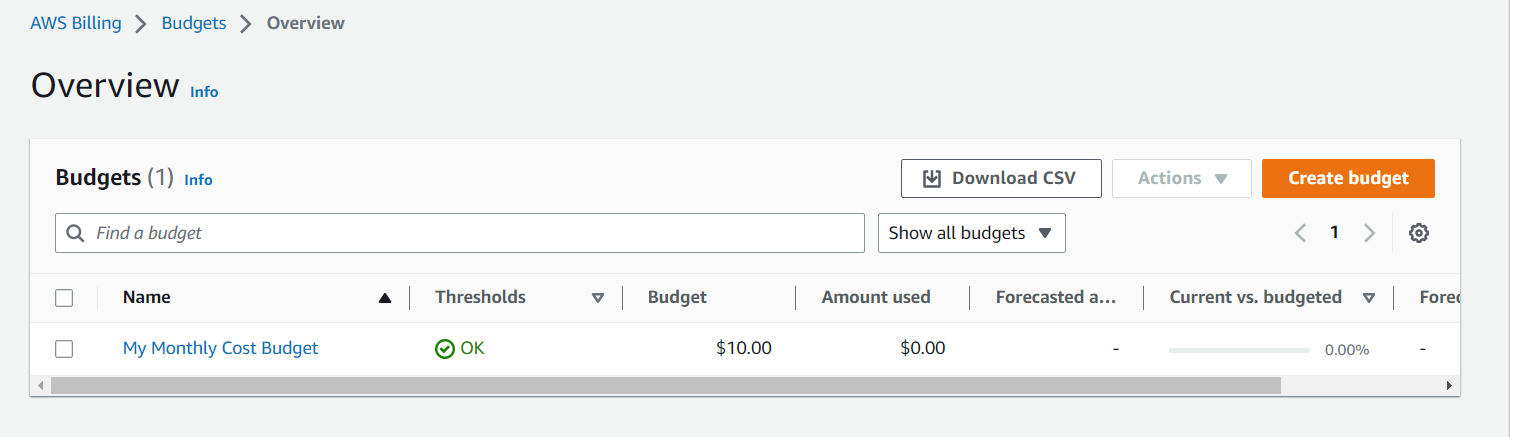 AWS Billing > Budgets > Overview
Overview Info
Budgets (1) Info Download CSV Actions Create budget
Find a budget Show all budgets 1
Name Thresholds Budget Amount used Forecasted a... Current vs. budgeted
My Monthly Cost Budget OK $10.00 $0.00 - 0.00% -